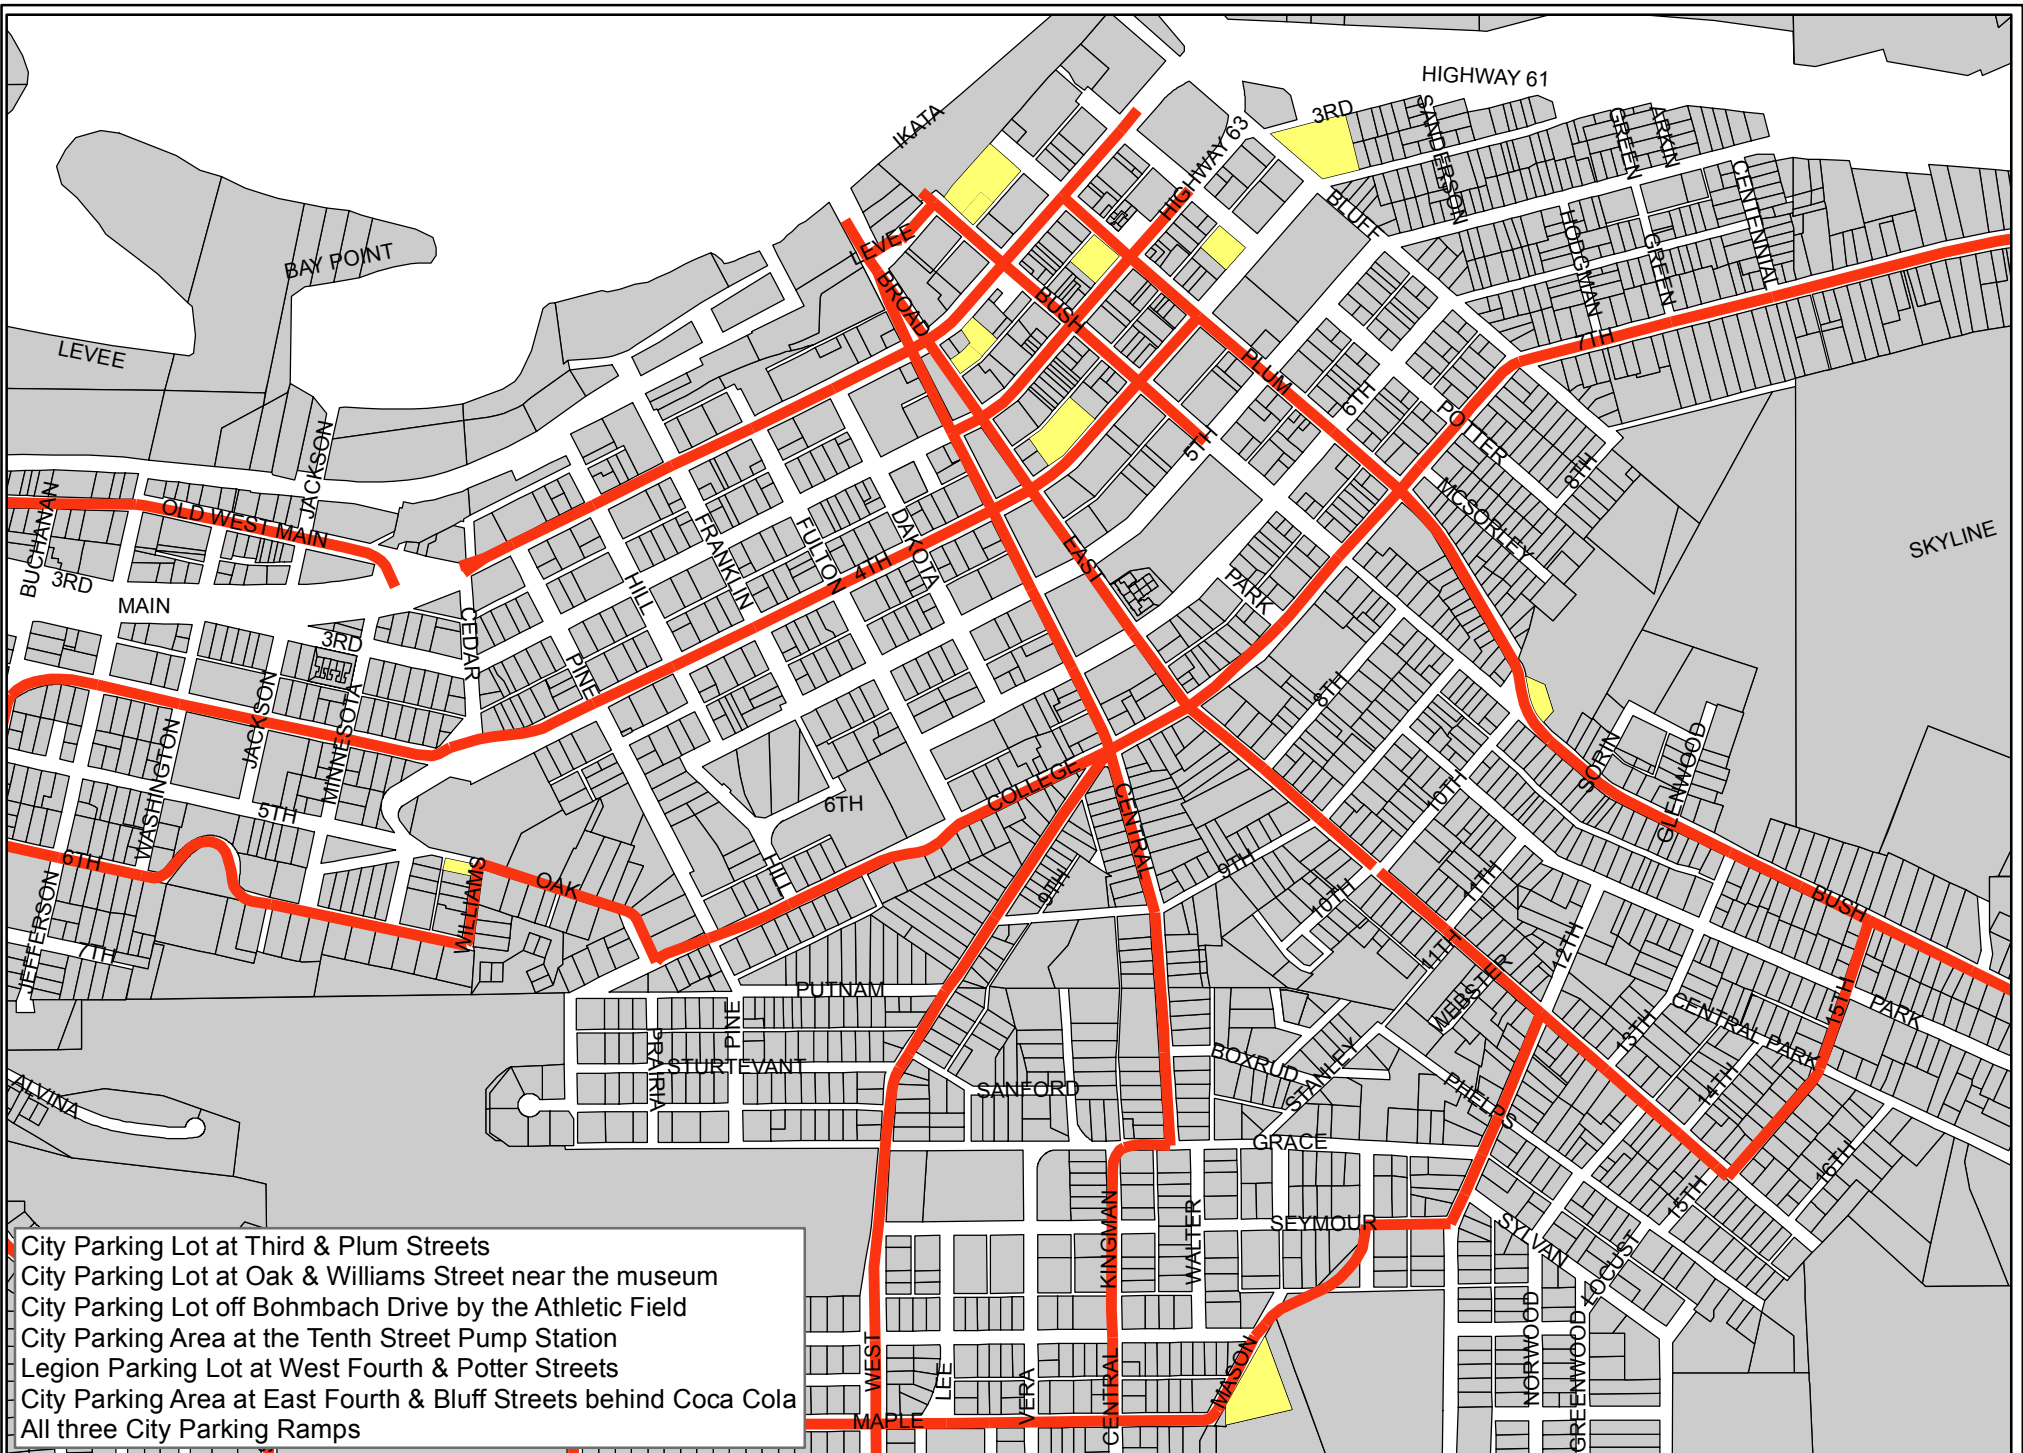 HIGHWAY 61
3RD
IKATA
HIGHWAY 63
SANDERSON
GREEN
ARKIN
CENTENNIAL
BLUFF
HODGMAN
GREEN
BAY POINT
LEVEE
BROAD
BUSH
LEVEE
7TH
PLUM
6TH
POTTER
5TH
8TH
MCSORLEY
SKYLINE
JACKSON
BUCHANAN
OLD WEST MAIN
3RD
MAIN
3RD
CEDAR
HILL
FRANKLIN
FULTON
4TH
DAKOTA
EAST
PARK
PINE
JACKSON
MINNESOTA
WASHINGTON
8TH
SORIN
GLENWOOD
5TH
6TH
COLLEGE
CENTRAL
10TH
6TH
JEFFERSON
WILLIAMS
OAK
HILL
9TH
9TH
10TH
11TH
BUSH
7TH
11TH
WEBSTER
12TH
PUTNAM
PINE
PRAIRIA
STURTEVANT
SANFORD
BOXRUD
STANLEY
PHELPS
13TH
CENTRAL PARK
15TH
PARK
14TH
ALVINA
GRACE
16TH
15TH
KINGMAN
WALTER
SEYMOUR
SYLVAN
LOCUST
NORWOOD
GREENWOOD
WEST
LEE
VERA
CENTRAL
MASON
MAPLE
City Parking Lot at Third & Plum Streets
City Parking Lot at Oak & Williams Street near the museum
City Parking Lot off Bohmbach Drive by the Athletic Field
City Parking Area at the Tenth Street Pump Station
Legion Parking Lot at West Fourth & Potter Streets
City Parking Area at East Fourth & Bluff Streets behind Coca Cola
All three City Parking Ramps